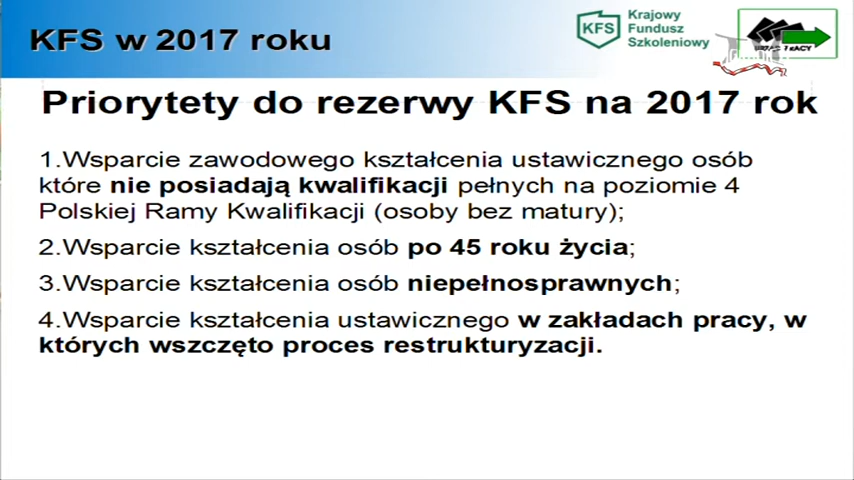 KFS w 2017 roku
KFS
Krajowy
Fundusz
Szkoleniowy
Priorytety do rezerwy KFS na 2017 rok
1.Wsparcie zawodowego kształcenia ustawicznego osób
które nie posiadają kwalifikacji pełnych na poziomie 4
Polskiej Ramy Kwalifikacji (osoby bez matury);
2.Wsparcie kształcenia osób po 45 roku życia;
3.Wsparcie kształcenia osób niepełnosprawnych;
4.Wsparcie kształcenia ustawicznego w zakładach pracy, w
których wszczęto proces restrukturyzacji.